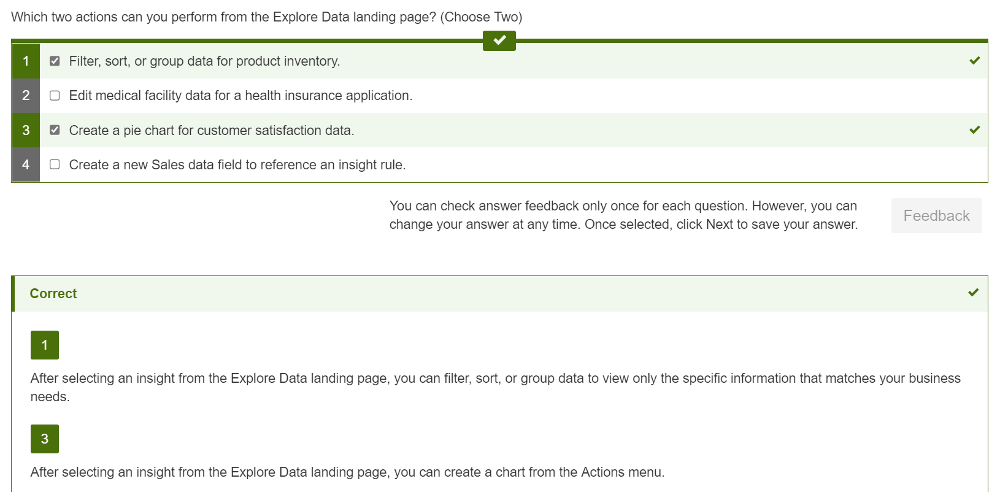 Which two actions can you perform from the Explore Data landing page? (Choose Two)
1 Filter, sort, or group data for product inventory.
2 Edit medical facility data for a health insurance application.
3 Create a pie chart for customer satisfaction data.
4 Create a new Sales data field to reference an insight rule.
You can check answer feedback only once for each question. However, you can
change your answer at any time. Once selected, click Next to save your answer.
Feedback
Correct
1
After selecting an insight from the Explore Data landing page, you can filter, sort, or group data to view only the specific information that matches your business
needs.
3
After selecting an insight from the Explore Data landing page, you can create a chart from the Actions menu.